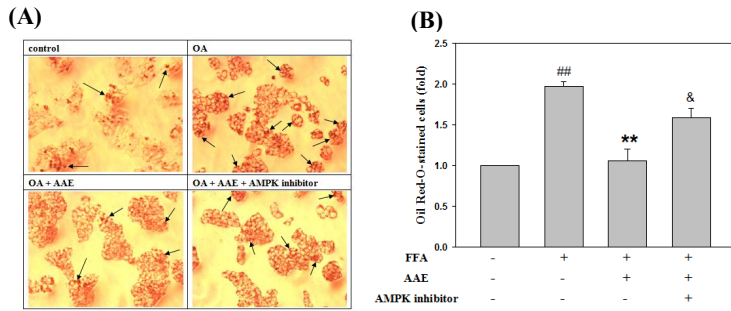 (A)
control
OA
OA + AAE
OA + AAE + AMPK inhibitor
(B)
Oil Red-O-stained cells (fold)
2.5
2.0
1.5
1.0
0.5
0.0
##
**
&
FFA - + + +
AAE - - + +
AMPK inhibitor - - - +